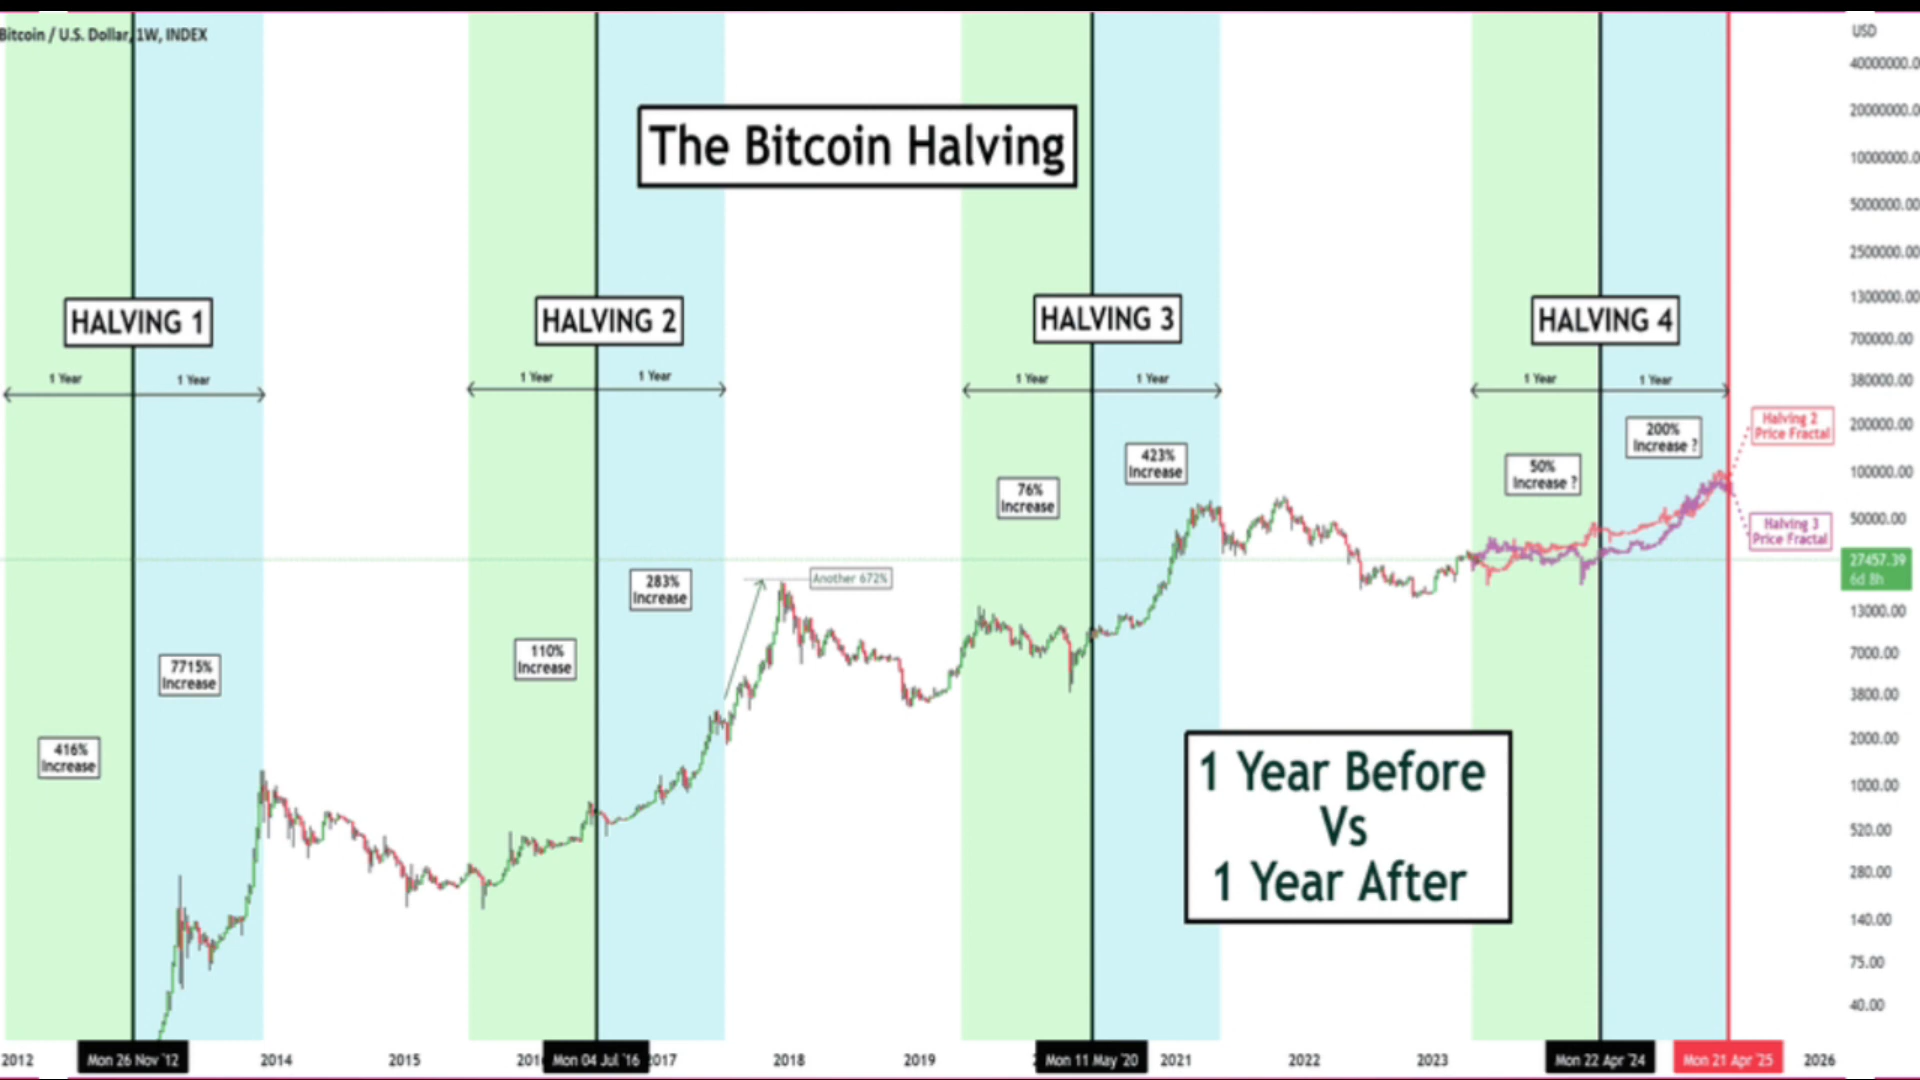 Bitcoin / U.S. Dollar, 1W, INDEX
USD
40000000.0
20000000.00
10000000.0
5000000.00
2500000.00
1300000.00
700000.00
380000.00
200000.00
100000.00
50000.00
27457.39
6d 8h
13000.00
7000.00
3800.00
2000.00
1000.00
520.00
280.00
140.00
75.00
40.00
The Bitcoin Halving
HALVING 1
HALVING 2
HALVING 3
HALVING 4
1 Year
1 Year
1 Year
1 Year
1 Year
1 Year
1 Year
1 Year
416%
Increase
7715%
Increase
110%
Increase
283%
Increase
Another 672%
76%
Increase
423%
Increase
50%
Increase ?
200%
Increase ?
Halving 2
Price Fractal
Halving 3
Price Fractal
1 Year Before
Vs
1 Year After
2012
Mon 26 Nov '12
2014
2015
Mon 04 Jul '16
2018
2019
Mon 11 May '20
2021
2022
2023
Mon 22 Apr '24
Mon 21 Apr '25
2026